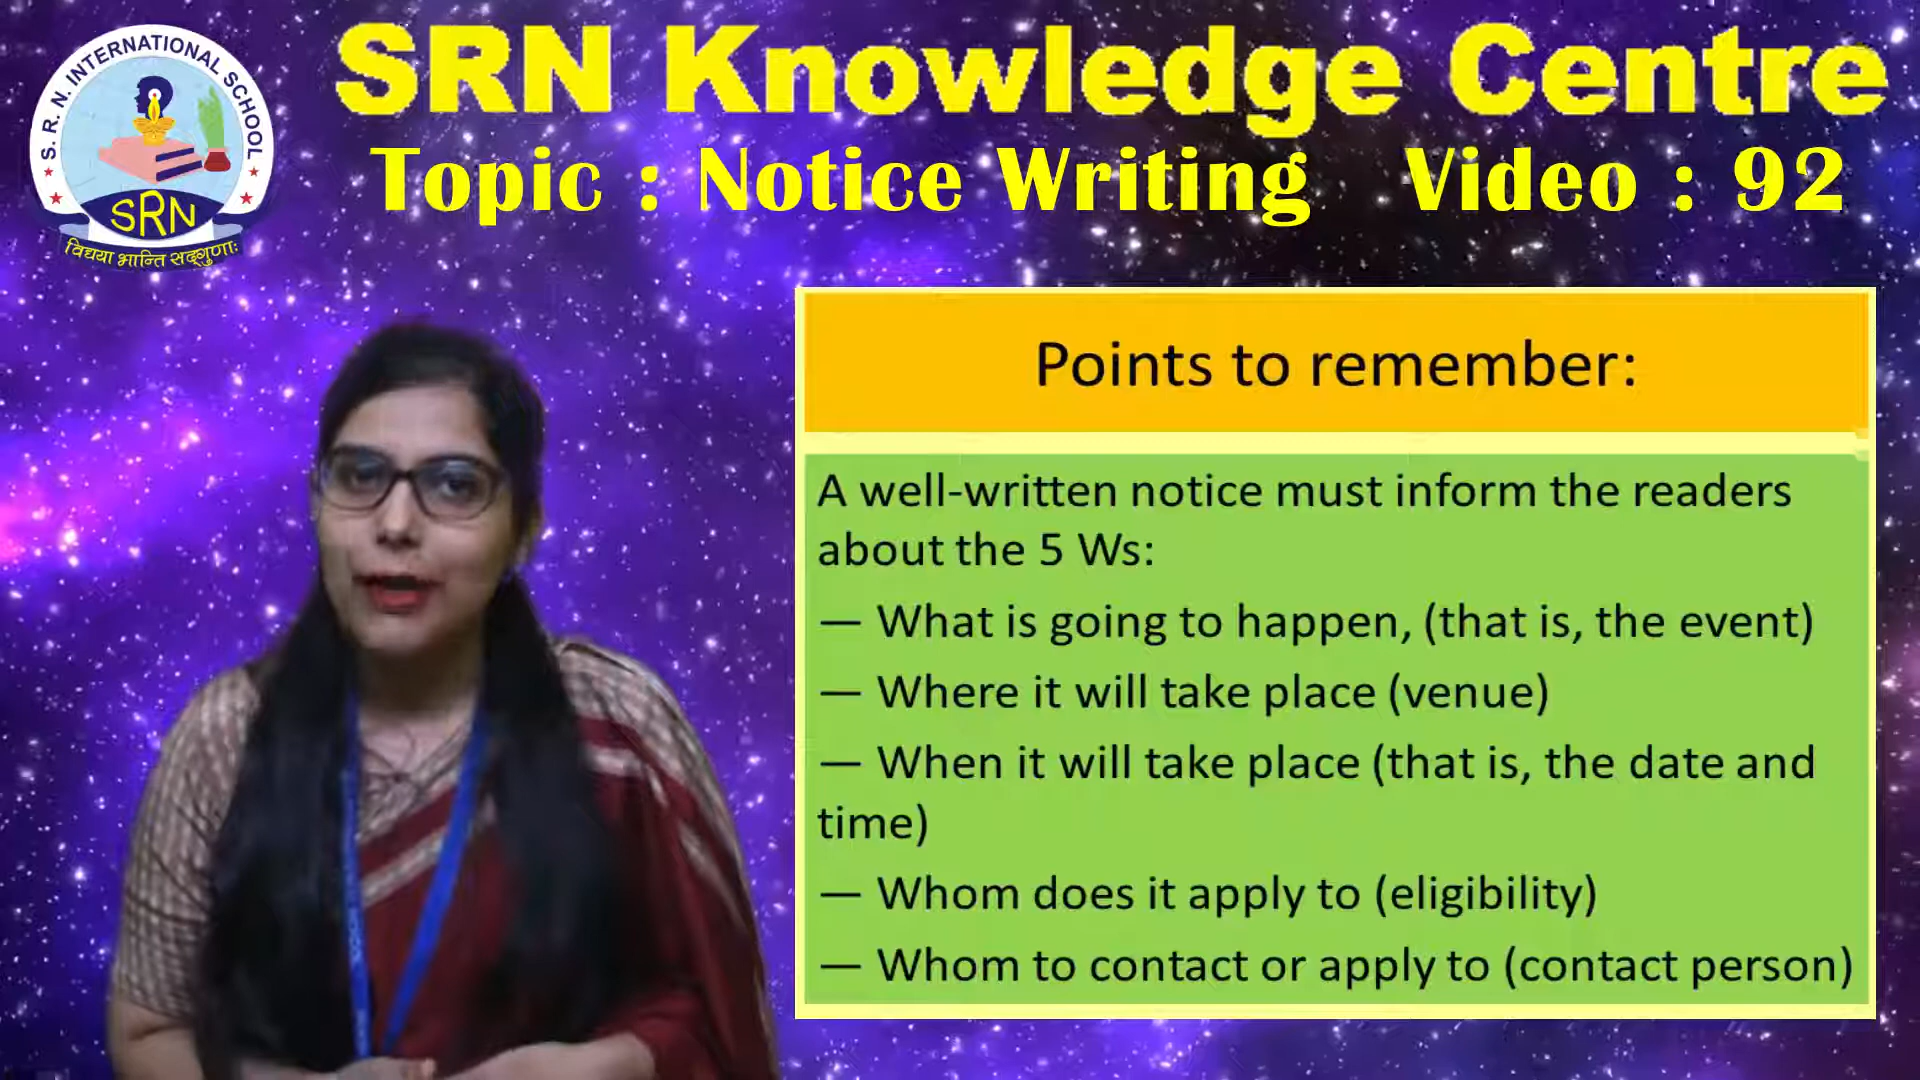 S. R. N. INTERNATIONAL SCHOOL
SRN
विद्यया भान्ति सद्गुणाः
SRN Knowledge Centre
Topic : Notice Writing Video : 92
Points to remember:
A well-written notice must inform the readers
about the 5 Ws:
— What is going to happen, (that is, the event)
— Where it will take place (venue)
— When it will take place (that is, the date and
time)
— Whom does it apply to (eligibility)
— Whom to contact or apply to (contact person)